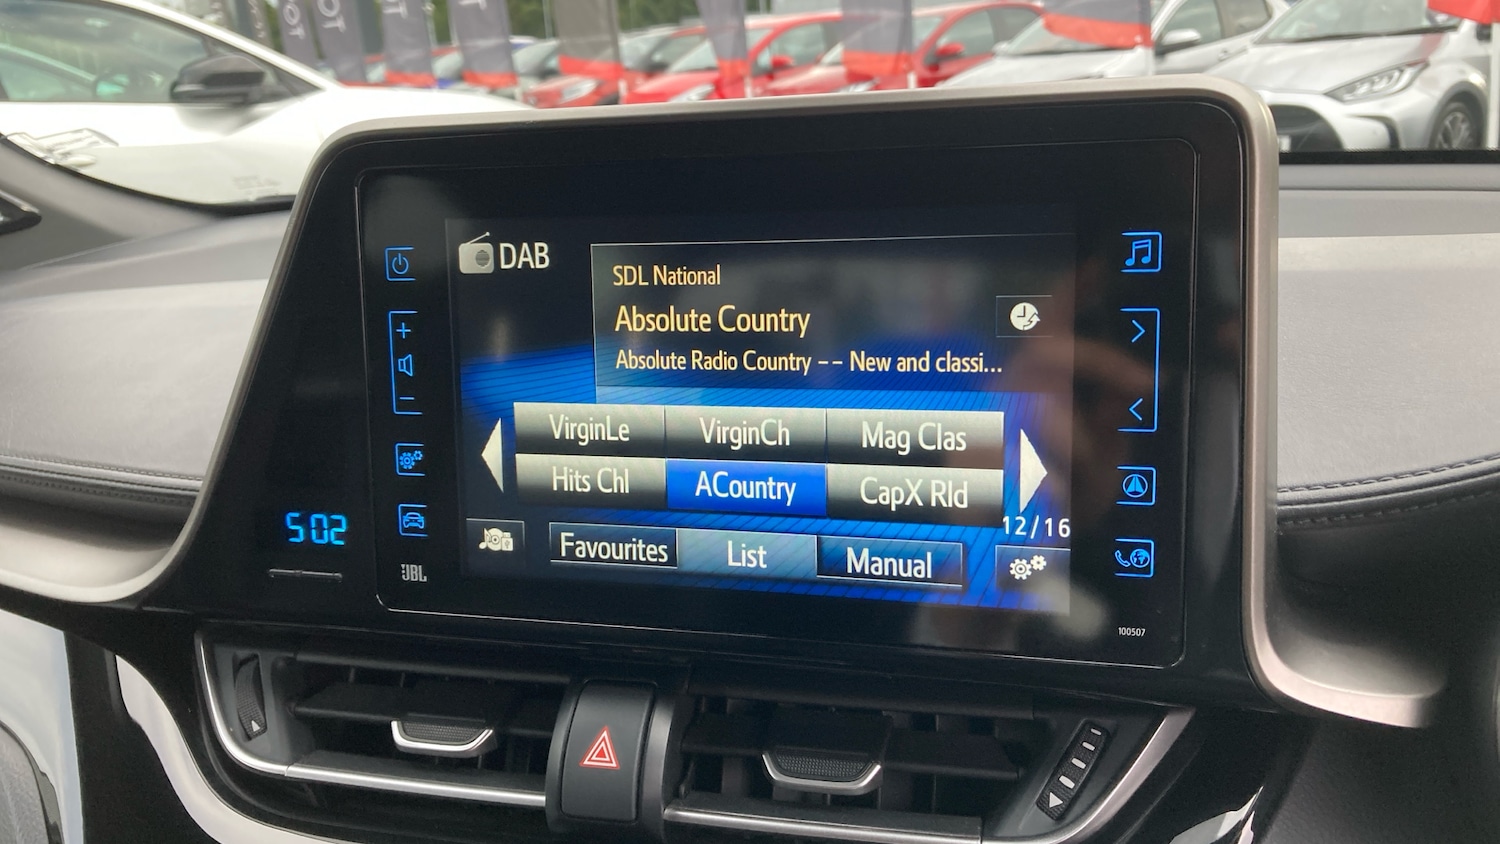 DAB
SDL National
Absolute Country
Absolute Radio Country -- New and classi...
VirginLe VirginCh Mag Clas
Hits Chl ACountry CapX Rld
12/16
Favourites List Manual
5:02
JBL
100507